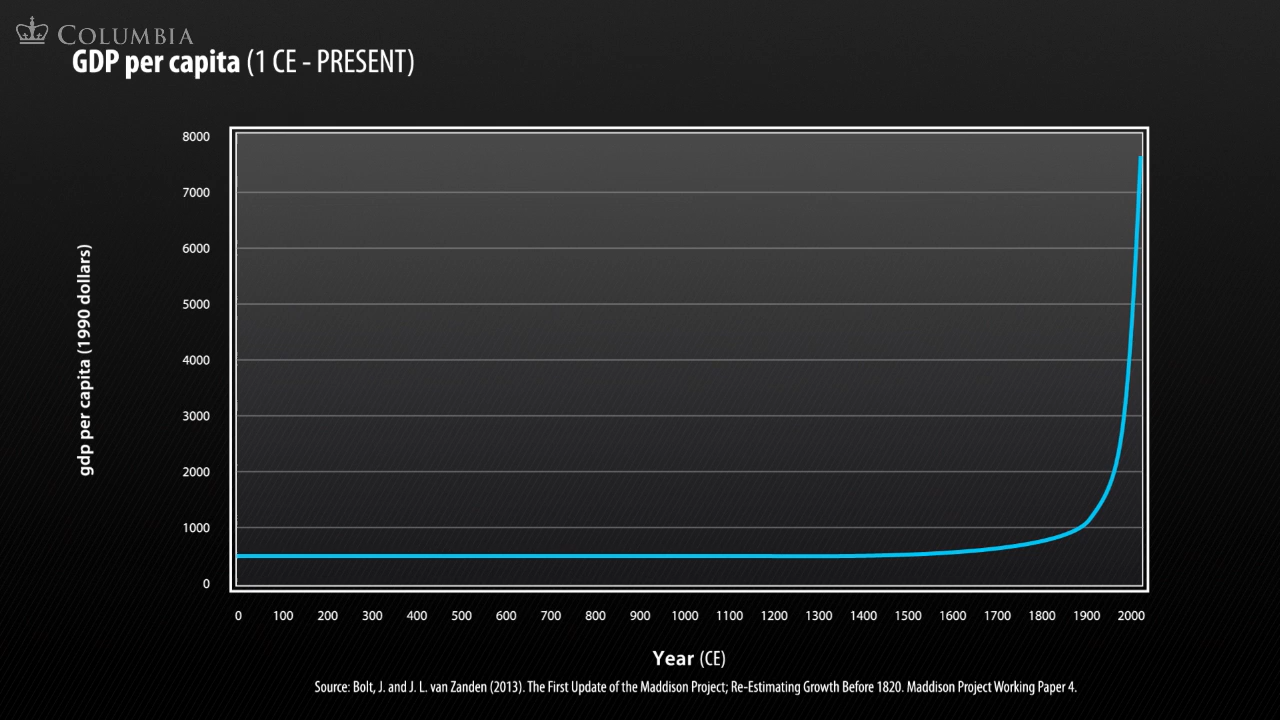 COLUMBIA
GDP per capita (1 CE - PRESENT)
8000
7000
6000
5000
4000
3000
2000
1000
0
gdp per capita (1990 dollars)
0 100 200 300 400 500 600 700 800 900 1000 1100 1200 1300 1400 1500 1600 1700 1800 1900 2000
Year (CE)
Source: Bolt, J. and J. L. van Zanden (2013). The First Update of the Maddison Project; Re-Estimating Growth Before 1820. Maddison Project Working Paper 4.